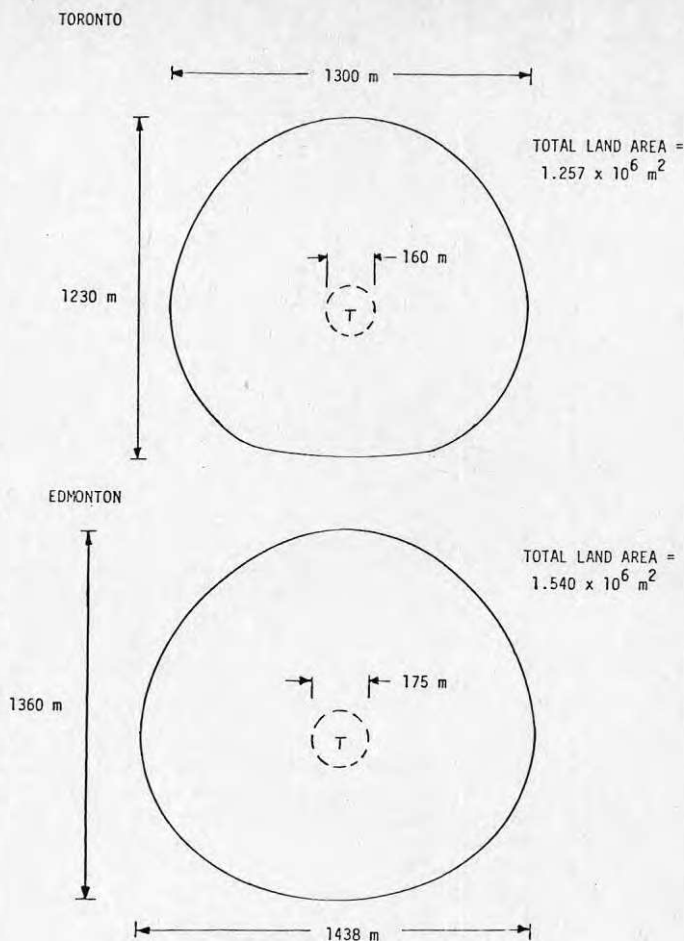 TORONTO
1300 m
TOTAL LAND AREA =
1.257 x 10⁶ m²
160 m
1230 m
T
EDMONTON
TOTAL LAND AREA =
1.540 x 10⁶ m²
175 m
1360 m
T
1438 m